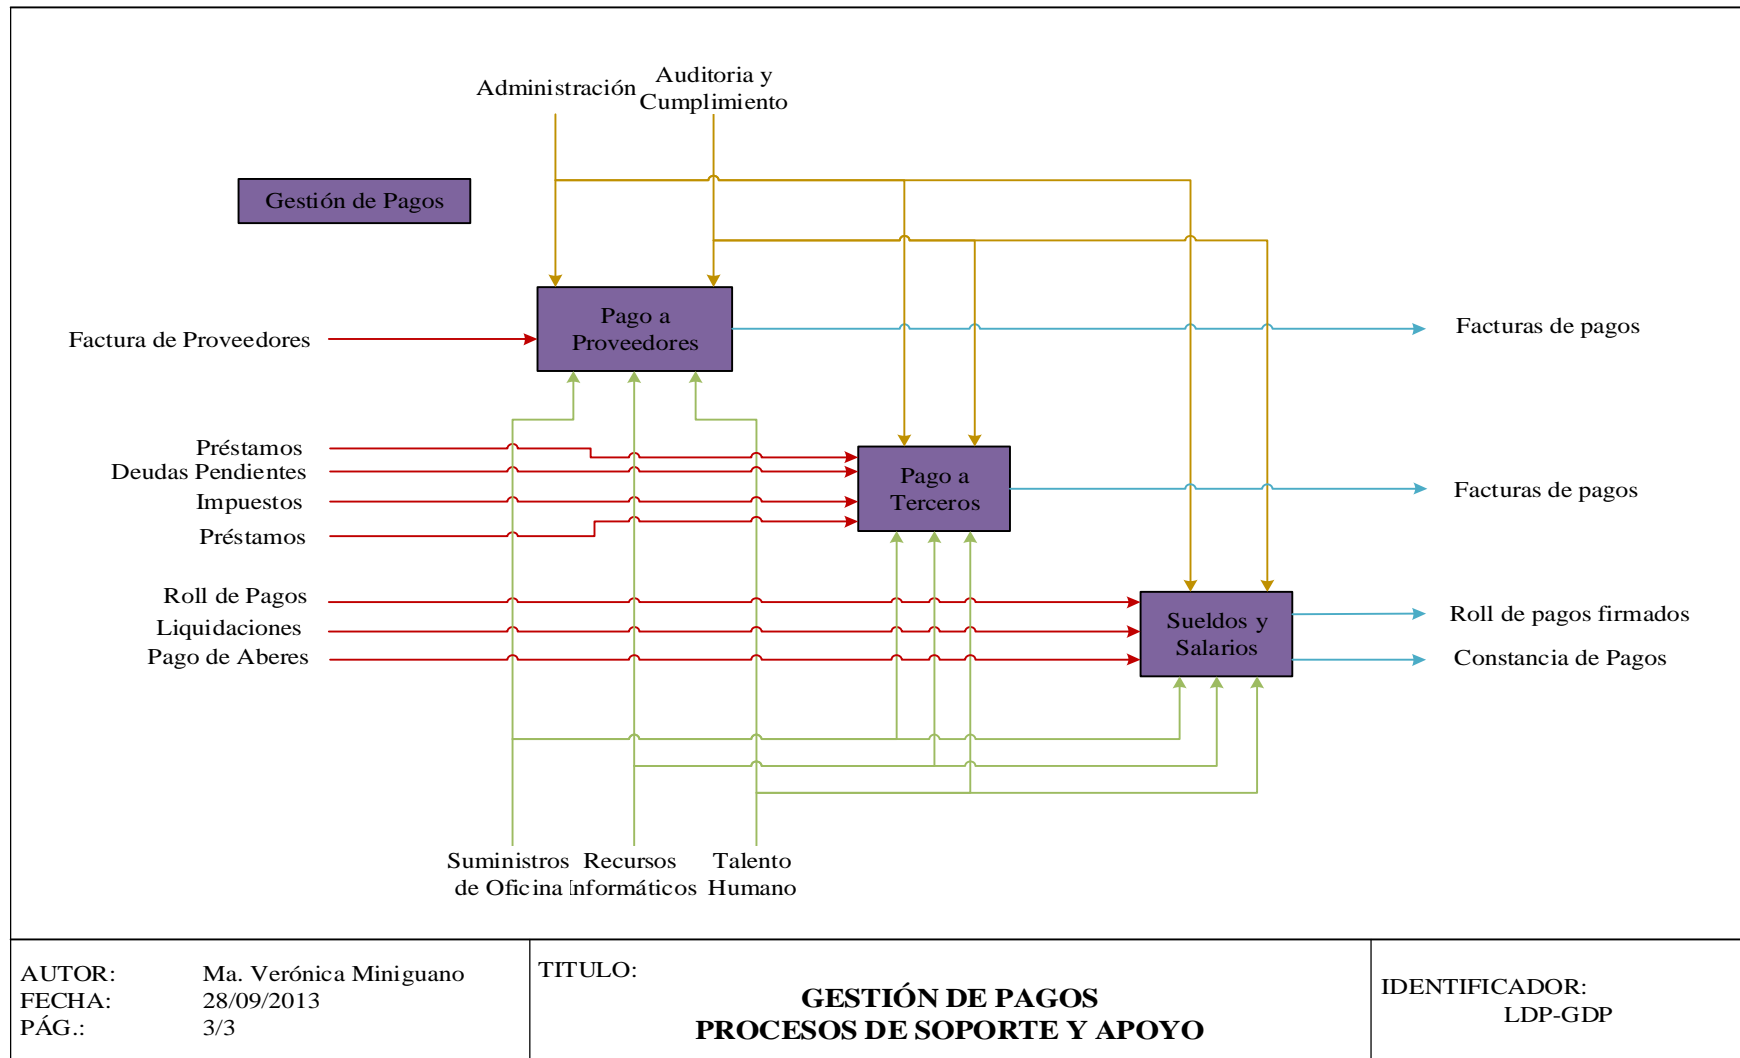 Administración
Auditoria y
Cumplimiento
Gestión de Pagos
Pago a
Proveedores
Factura de Proveedores
Facturas de pagos
Préstamos
Deudas Pendientes
Impuestos
Préstamos
Pago a
Terceros
Facturas de pagos
Roll de Pagos
Liquidaciones
Pago de Aberes
Sueldos y
Salarios
Roll de pagos firmados
Constancia de Pagos
Suministros
de Oficina
Recursos
Informáticos
Talento
Humano
AUTOR: Ma. Verónica Miniguano
FECHA: 28/09/2013
PÁG.: 3/3
TITULO:
GESTIÓN DE PAGOS
PROCESOS DE SOPORTE Y APOYO
IDENTIFICADOR:
LDP-GDP